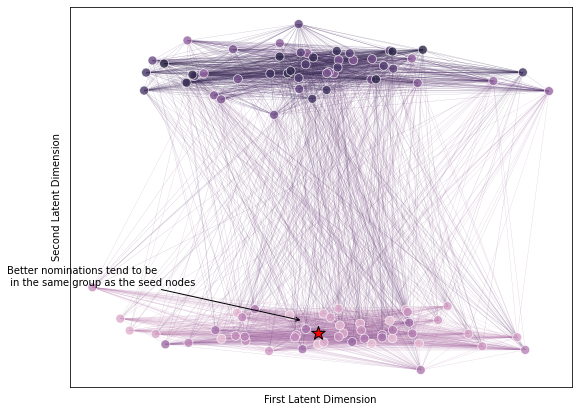 Second Latent Dimension
Better nominations tend to be
in the same group as the seed nodes
First Latent Dimension